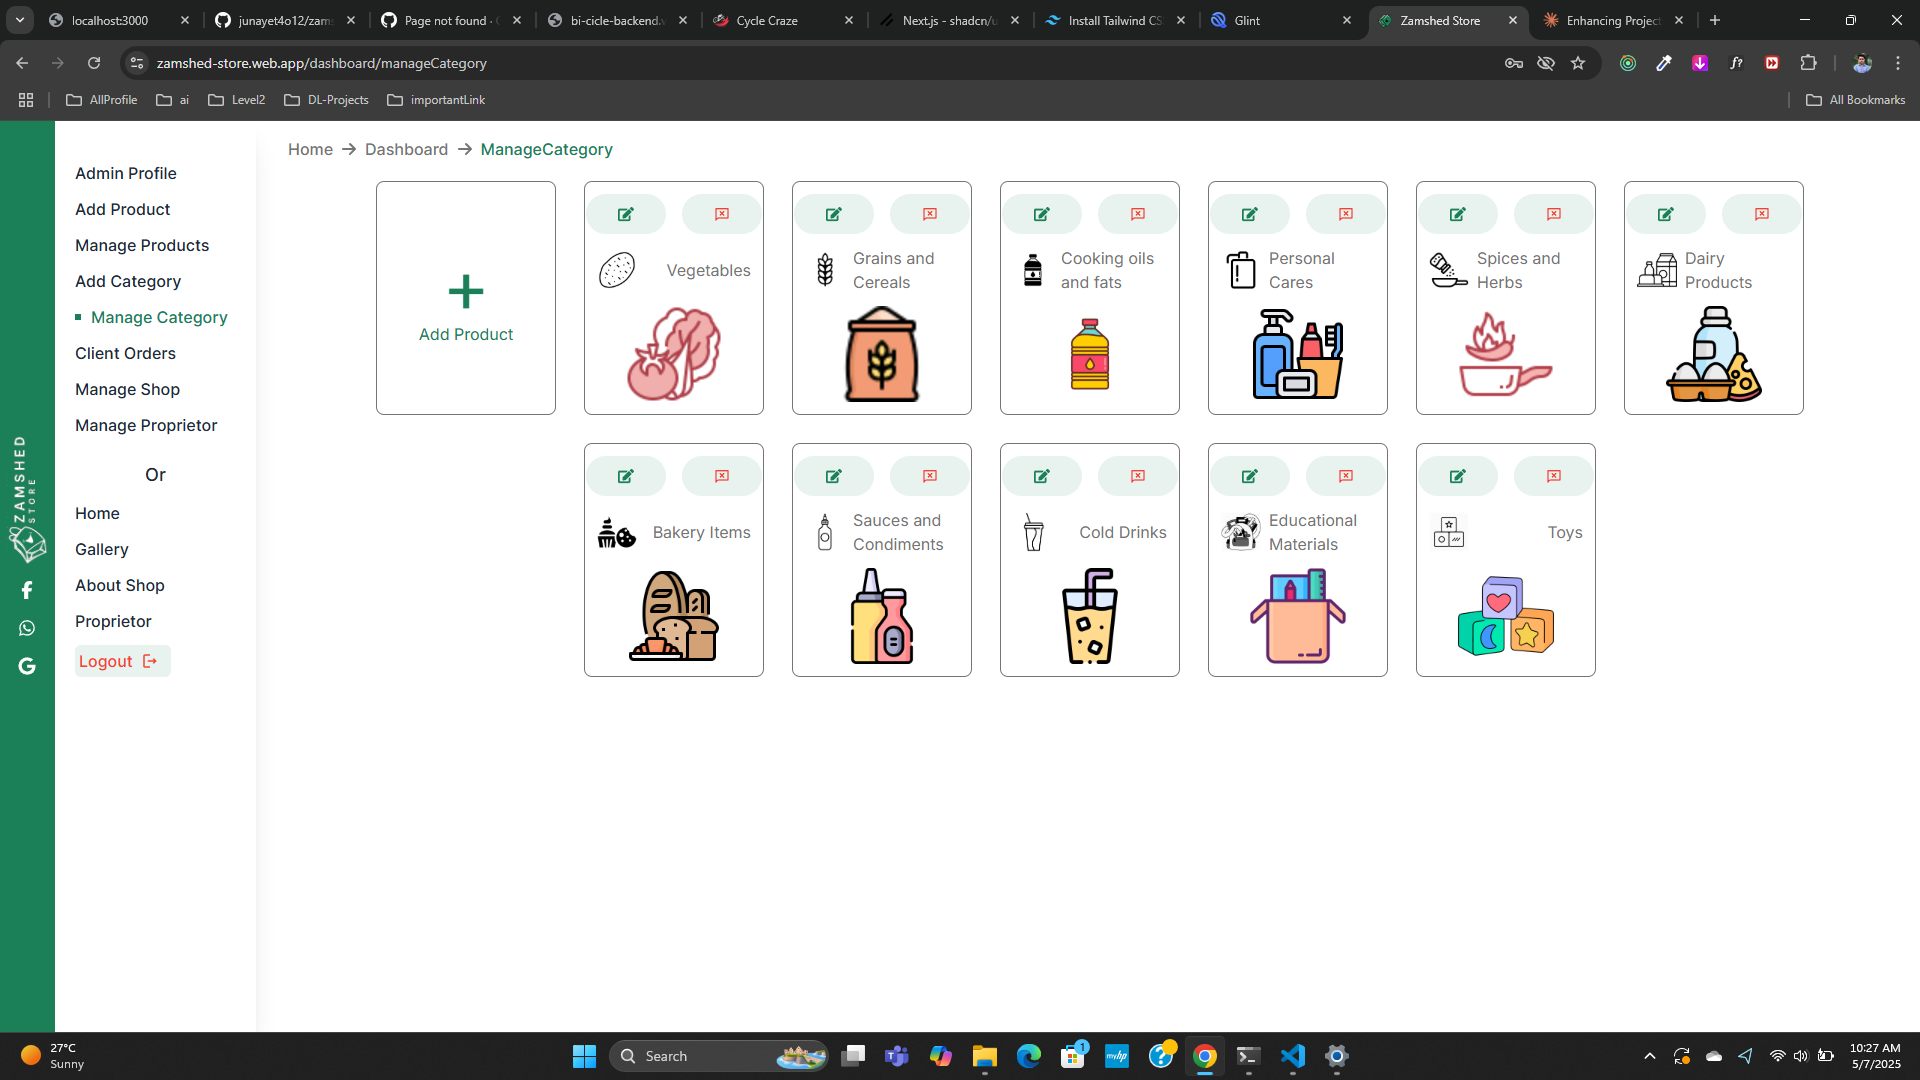 localhost:3000
junayet4o12/zams
Page not found · G
bi-cicle-backend.v
Cycle Craze
Next.js - shadcn/u
Install Tailwind CS
Glint
Zamshed Store
Enhancing Project
zamshed-store.web.app/dashboard/manageCategory
AllProfile
ai
Level2
DL-Projects
importantLink
All Bookmarks
ZAMSHED
STORE
Admin Profile
Add Product
Manage Products
Add Category
Manage Category
Client Orders
Manage Shop
Manage Proprietor
Or
Home
Gallery
About Shop
Proprietor
Logout
Home → Dashboard → ManageCategory
Add Product
Vegetables
Grains and
Cereals
Cooking oils
and fats
Personal
Cares
Spices and
Herbs
Dairy
Products
Bakery Items
Sauces and
Condiments
Cold Drinks
Educational
Materials
Toys
27°C
Sunny
Search
1
myhp
10:27 AM
5/7/2025